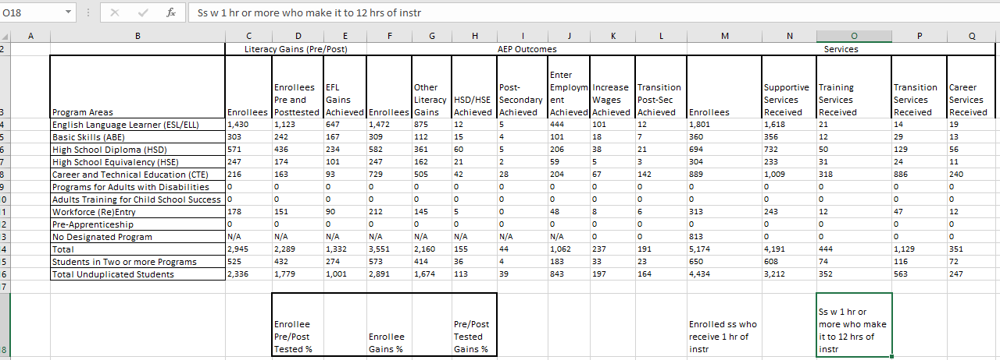 O18 fx Ss w 1 hr or more who make it to 12 hrs of instr
A B C D E F G H I J K L M N O P Q
2 Literacy Gains (Pre/Post) AEP Outcomes Services
3 Program Areas Enrollees Enrollees Pre and Posttested EFL Gains Achieved Enrollees Other Literacy Gains HSD/HSE Achieved Post-Secondary Achieved Enter Employment Achieved Increase Wages Achieved Transition Post-Sec Achieved Enrollees Supportive Services Received Training Services Received Transition Services Received Career Services Received
4 English Language Learner (ESL/ELL) 1,430 1,123 647 1,472 875 12 5 444 101 12 1,801 1,618 21 14 19
5 Basic Skills (ABE) 303 242 167 309 112 15 4 101 18 7 360 356 12 29 13
6 High School Diploma (HSD) 571 436 234 582 361 60 5 206 38 21 694 732 50 129 56
7 High School Equivalency (HSE) 247 174 101 247 162 21 2 59 5 3 304 233 31 24 11
8 Career and Technical Education (CTE) 216 163 93 729 505 42 28 204 67 142 889 1,009 318 886 240
9 Programs for Adults with Disabilities 0 0 0 0 0 0 0 0 0 0 0 0 0 0 0
0 Adults Training for Child School Success 0 0 0 0 0 0 0 0 0 0 0 0 0 0 0
1 Workforce (Re)Entry 178 151 90 212 145 5 0 48 8 6 313 243 12 47 12
2 Pre-Apprenticeship 0 0 0 0 0 0 0 0 0 0 0 0 0 0 0
3 No Designated Program N/A N/A N/A N/A N/A N/A N/A N/A 0 0 813 0 0 0 0
4 Total 2,945 2,289 1,332 3,551 2,160 155 44 1,062 237 191 5,174 4,191 444 1,129 351
5 Students in Two or more Programs 525 432 274 573 414 36 4 183 33 23 650 608 74 116 72
6 Total Unduplicated Students 2,336 1,779 1,001 2,891 1,674 113 39 843 197 164 4,434 3,212 352 563 247
7
8 Enrollee Pre/Post Tested % Enrollee Gains % Pre/Post Tested Gains % Enrolled ss who receive 1 hr of instr Ss w 1 hr or more who make it to 12 hrs of instr